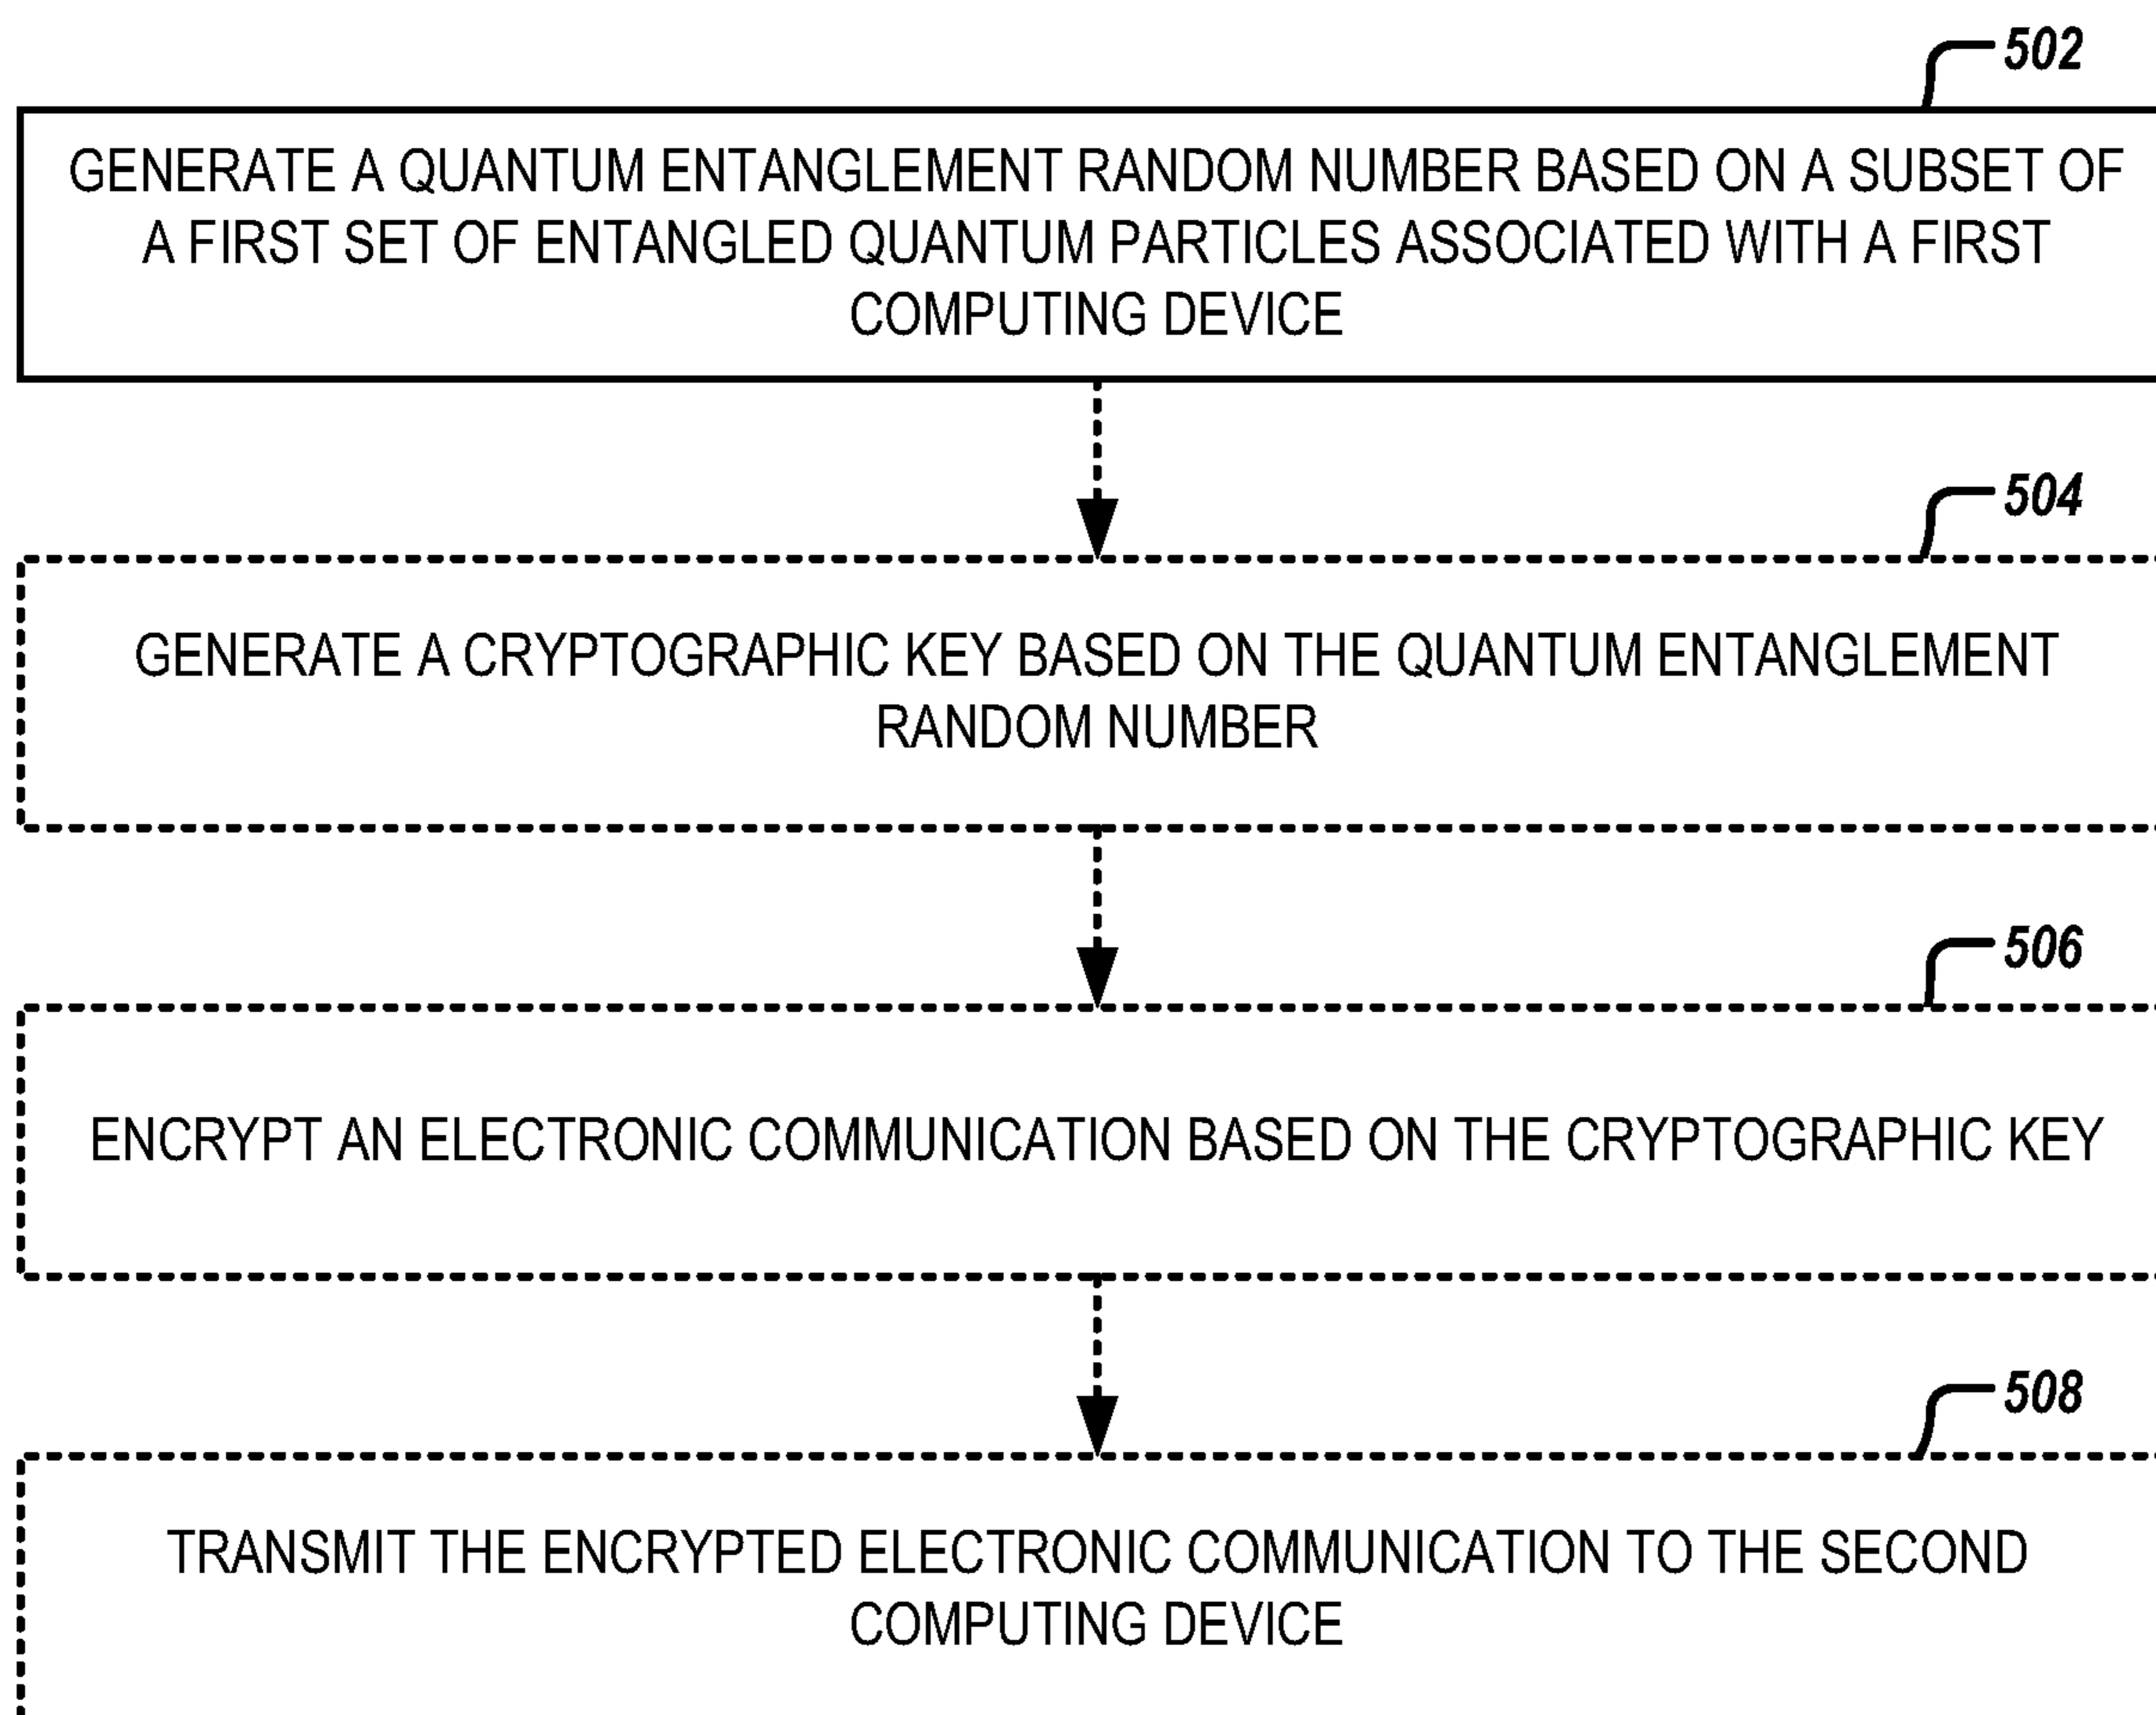 502
GENERATE A QUANTUM ENTANGLEMENT RANDOM NUMBER BASED ON A SUBSET OF
A FIRST SET OF ENTANGLED QUANTUM PARTICLES ASSOCIATED WITH A FIRST
COMPUTING DEVICE
504
GENERATE A CRYPTOGRAPHIC KEY BASED ON THE QUANTUM ENTANGLEMENT
RANDOM NUMBER
506
ENCRYPT AN ELECTRONIC COMMUNICATION BASED ON THE CRYPTOGRAPHIC KEY
508
TRANSMIT THE ENCRYPTED ELECTRONIC COMMUNICATION TO THE SECOND
COMPUTING DEVICE